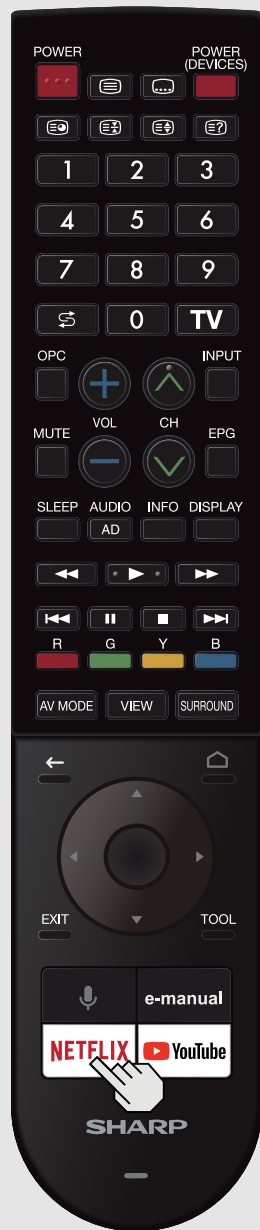 POWER
POWER
(DEVICES)
1 2 3
4 5 6
7 8 9
0 TV
OPC INPUT
VOL CH
MUTE EPG
SLEEP AUDIO INFO DISPLAY
AD
R G Y B
AV MODE VIEW SURROUND
EXIT TOOL
e-manual
NETFLIX YouTube
SHARP